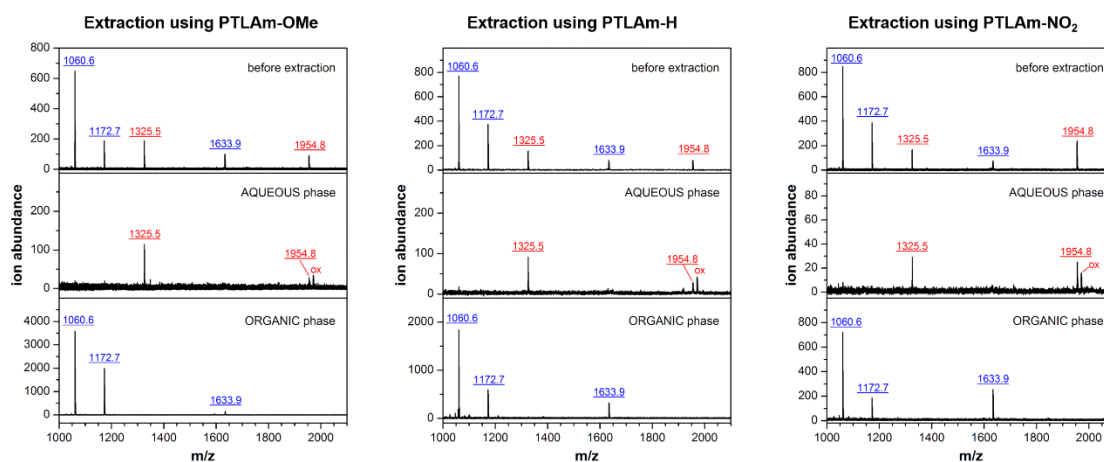 Extraction using PTLAm-OMe
800
600
400
200
0
1060.6
1172.7
1325.5
1633.9
1954.8
before extraction
200
100
0
AQUEOUS phase
1325.5
1954.8
ox
ion abundance
4000
3000
2000
1000
0
ORGANIC phase
1060.6
1172.7
1633.9
1000 1200 1400 1600 1800 2000
m/z
Extraction using PTLAm-H
800
600
400
200
0
1060.6
1172.7
1325.5
1633.9
1954.8
before extraction
200
100
0
AQUEOUS phase
1325.5
1954.8
ox
ion abundance
2000
1000
0
ORGANIC phase
1060.6
1172.7
1633.9
1000 1200 1400 1600 1800 2000
m/z
Extraction using PTLAm-NO₂
800
600
400
200
0
1060.6
1172.7
1325.5
1633.9
1954.8
before extraction
80
60
40
20
0
AQUEOUS phase
1325.5
1954.8
ox
ion abundance
800
600
400
200
0
ORGANIC phase
1060.6
1172.7
1633.9
1000 1200 1400 1600 1800 2000
m/z